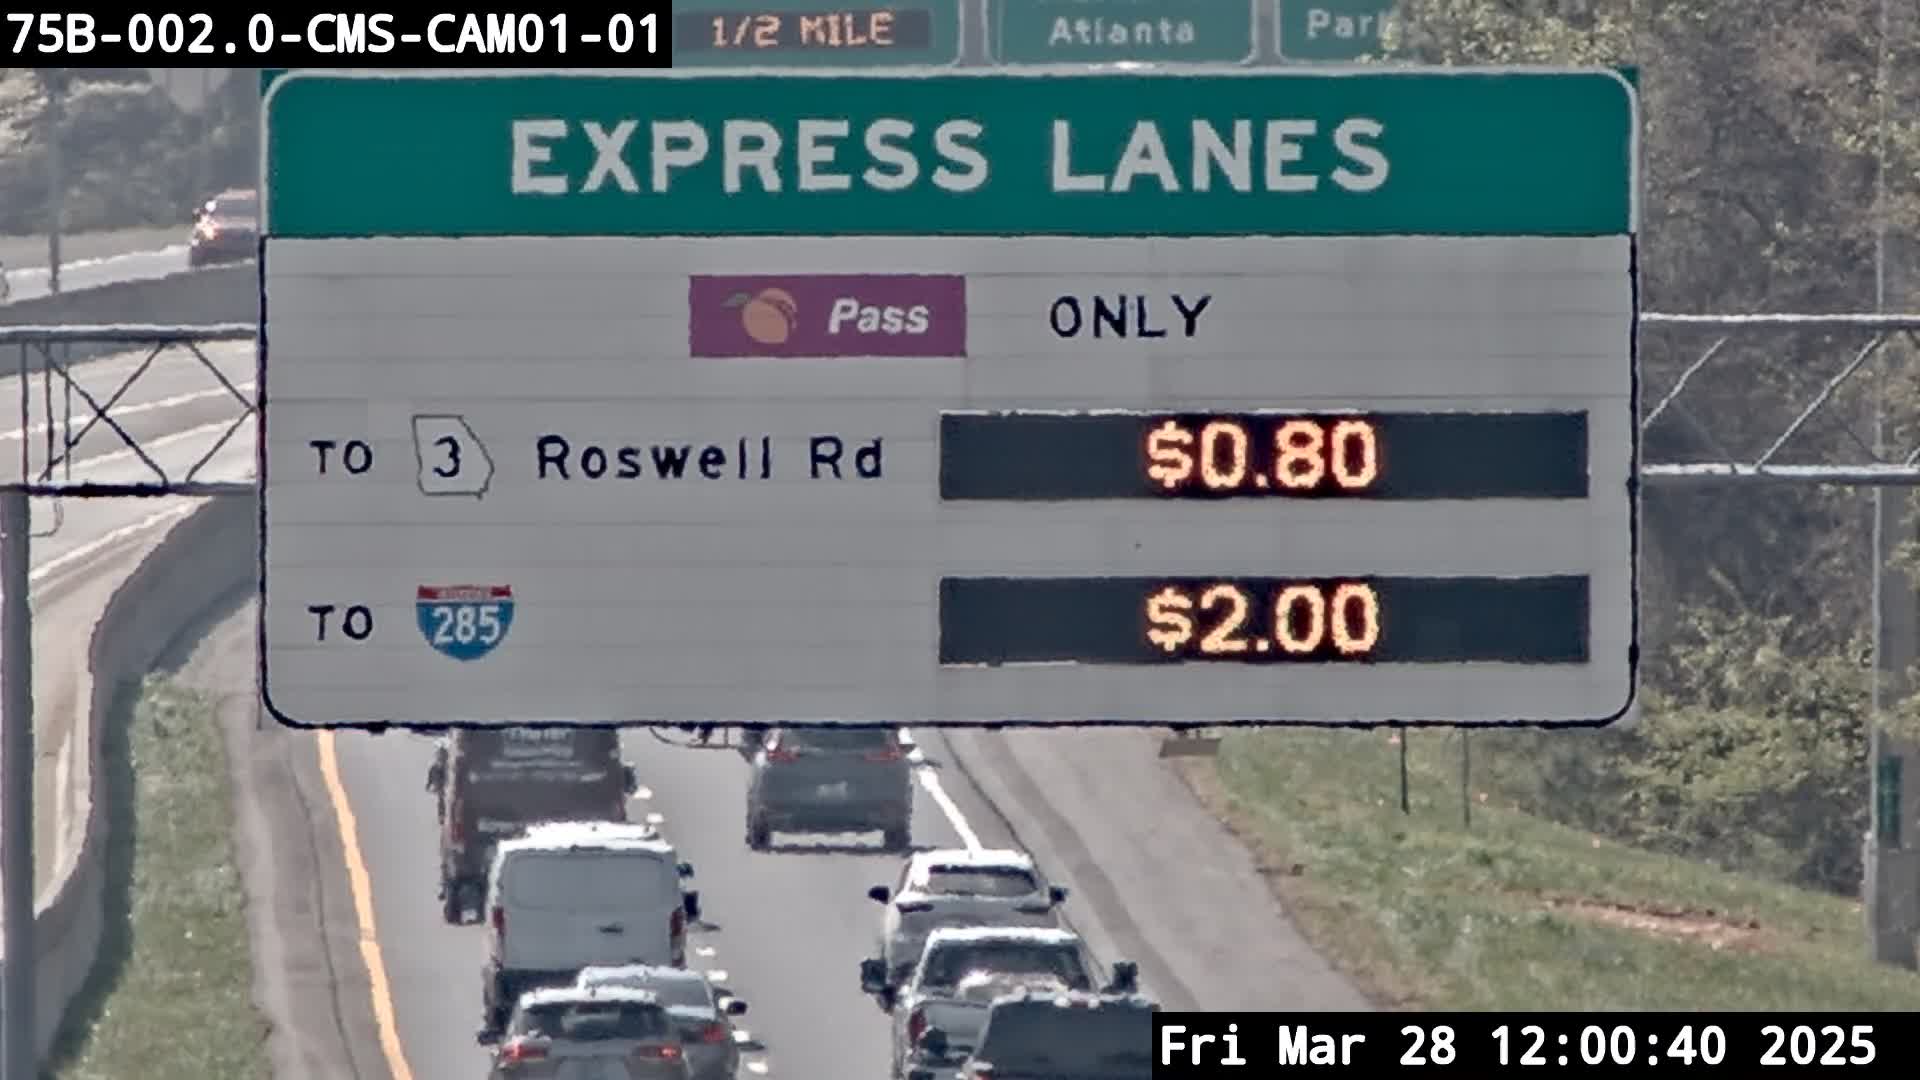 75B-002.0-CMS-CAM01-01
1/2 MILE
Atlanta
Park
EXPRESS LANES
Pass ONLY
TO 3 Roswell Rd $0.80
TO 285 $2.00
Fri Mar 28 12:00:40 2025